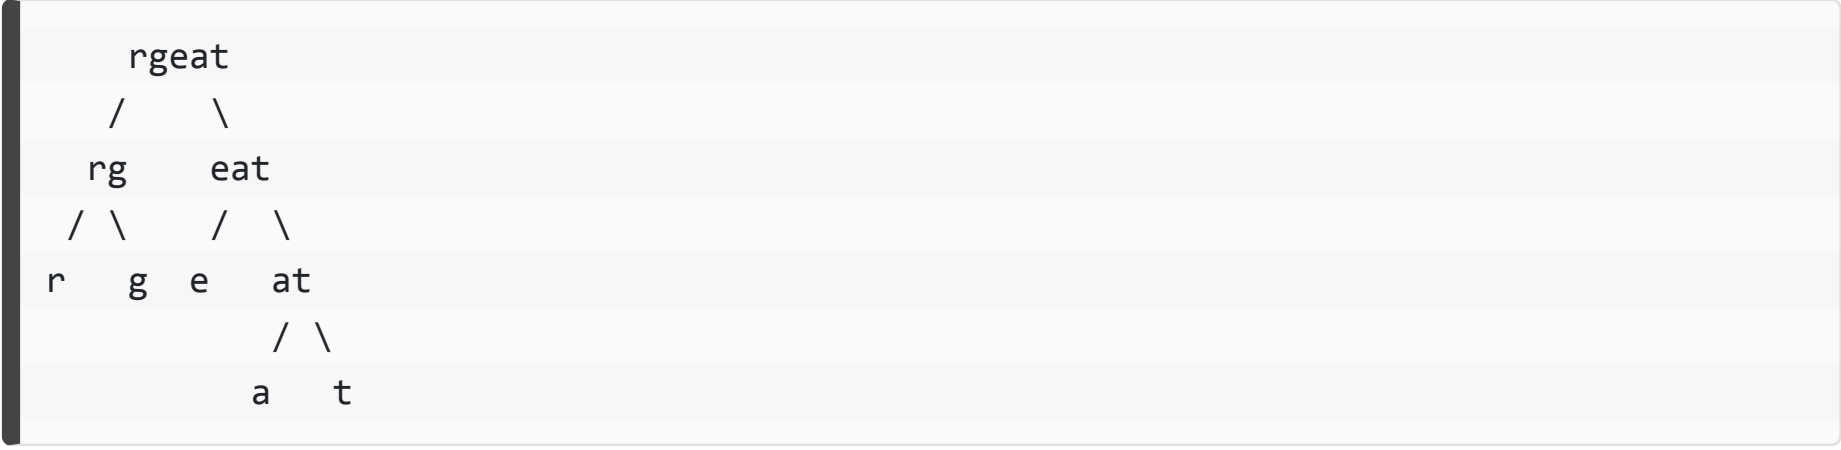 rgeat
   /    \
  rg    eat
 / \    /  \
r   g  e   at
           / \
          a   t